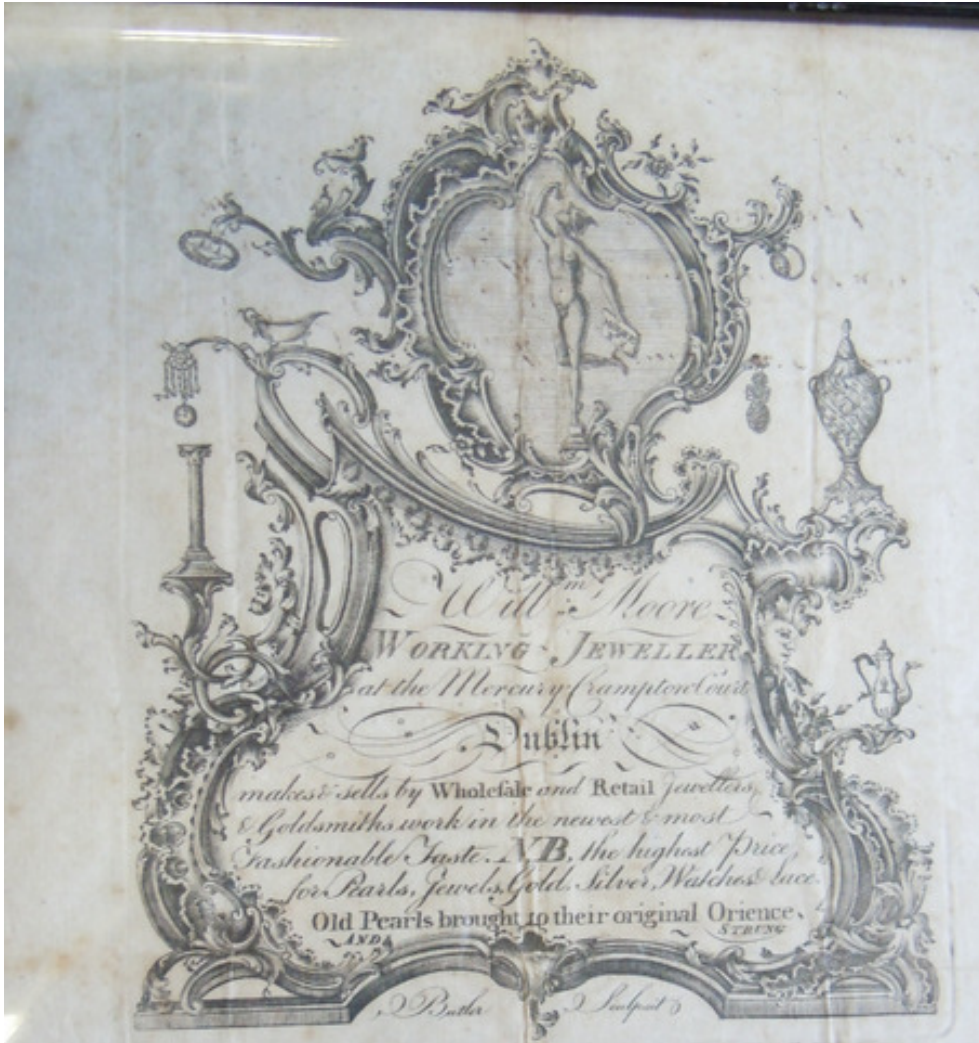 Will.m Moore
WORKING JEWELLER
at the Mercury Crampton Court
Dublin
makes & sells by Wholesale and Retail Jewellers
& Goldsmiths work in the newest & most
Fashionable Taste. NB. the highest Price
for Pearls, Jewels, Gold, Silver, Watches & Lace.
Old Pearls brought to their original Orience
AND STRUNG
Butler Sculpsit